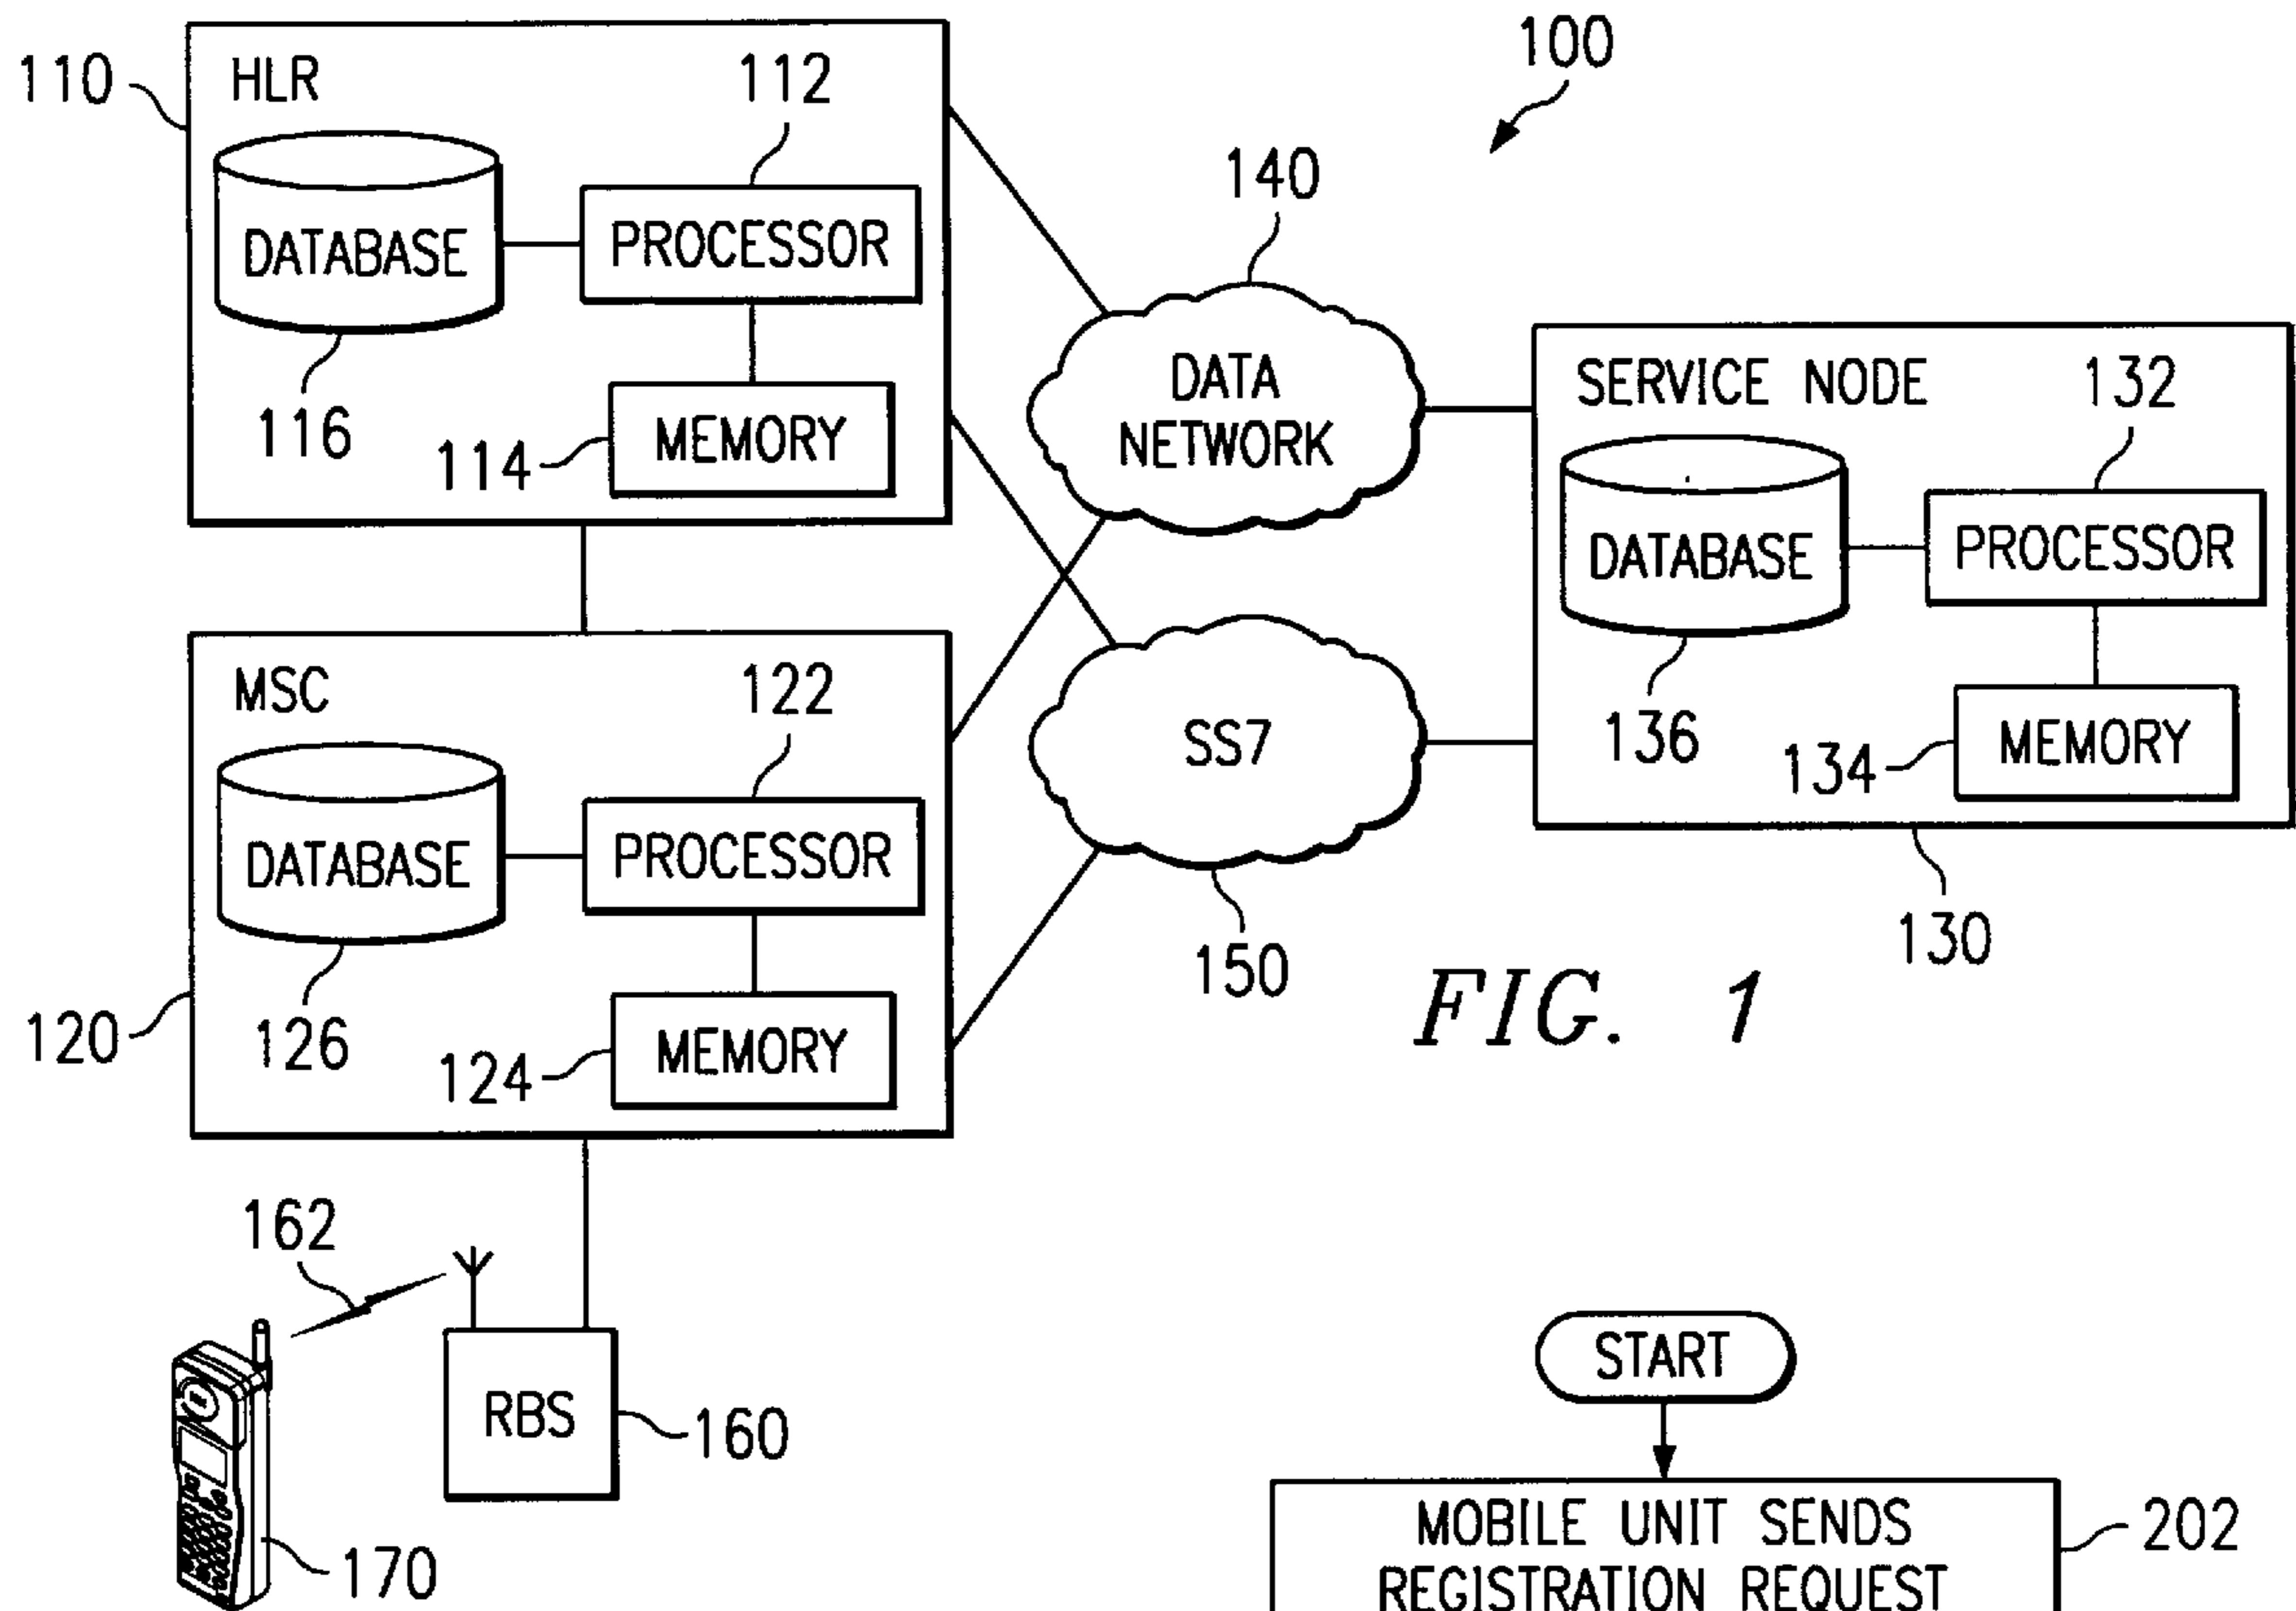 100
110
HLR
112
DATABASE
PROCESSOR
116
114
MEMORY
140
DATA
NETWORK
SERVICE NODE
132
DATABASE
PROCESSOR
136
134
MEMORY
130
MSC
122
DATABASE
PROCESSOR
120
126
124
MEMORY
SS7
150
FIG. 1
162
RBS
160
170
START
MOBILE UNIT SENDS
REGISTRATION REQUEST
202